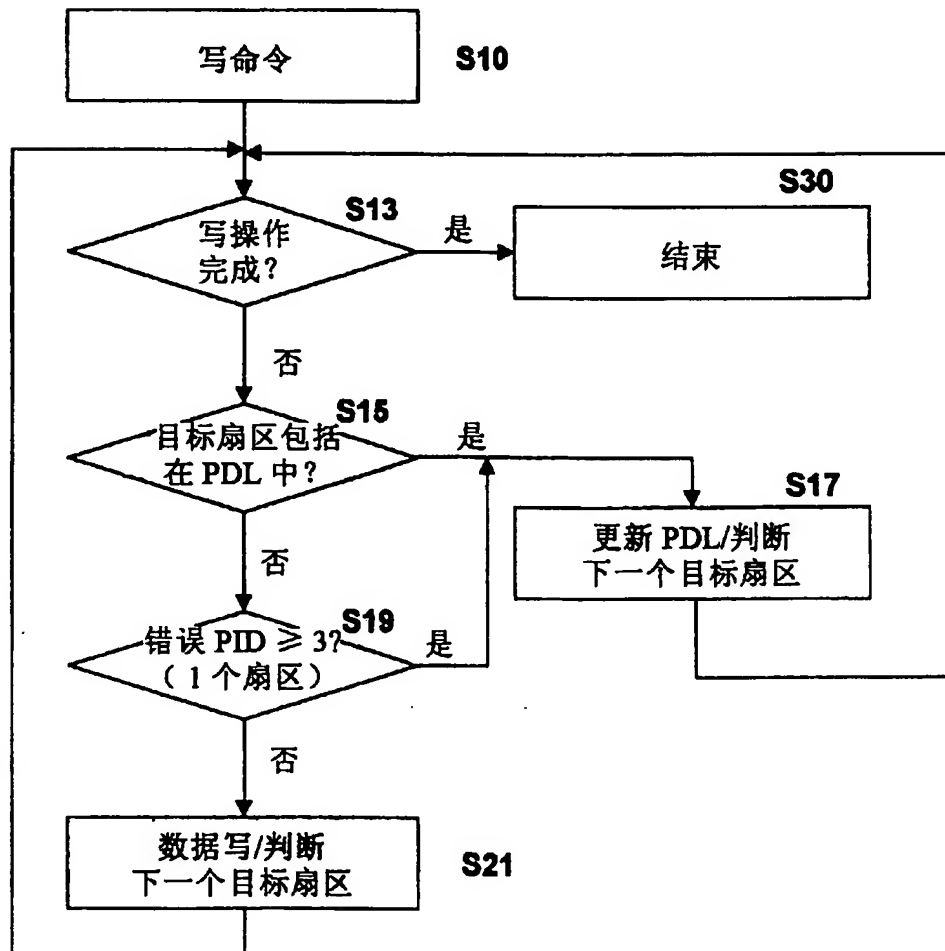 写命令
S10
S30
S13
写操作
完成?
是
结束
否
S15
目标扇区包括
在 PDL 中?
是
S17
更新 PDL/判断
下一个目标扇区
否
S19
错误 PID ≥ 3?
(1 个扇区)
是
否
数据写/判断
下一个目标扇区
S21